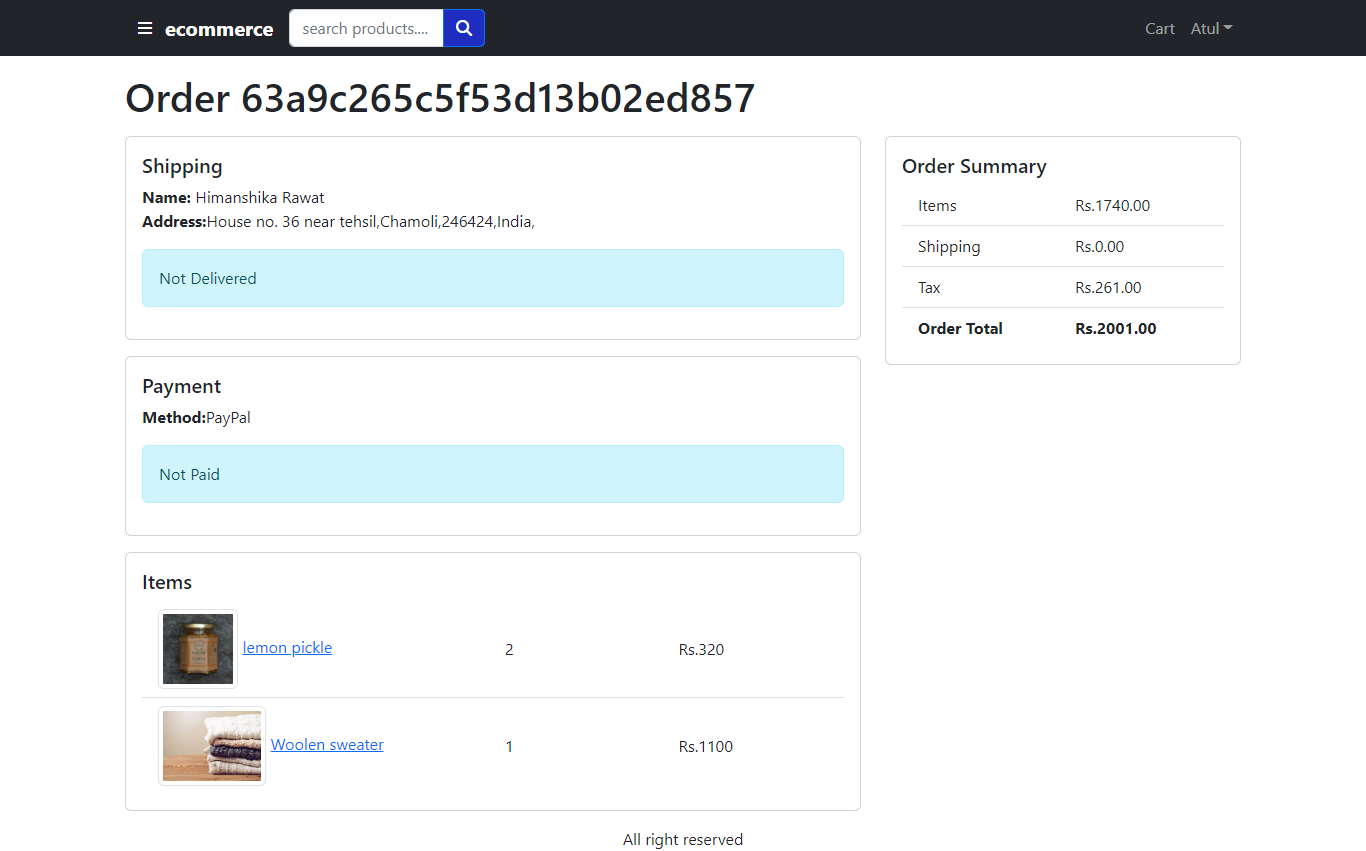 ecommerce
search products....
Cart
Atul
Order 63a9c265c5f53d13b02ed857
Shipping
Name: Himanshika Rawat
Address:House no. 36 near tehsil,Chamoli,246424,India,
Not Delivered
Payment
Method:PayPal
Not Paid
Items
lemon pickle 2 Rs.320
Woolen sweater 1 Rs.1100
Order Summary
Items Rs.1740.00
Shipping Rs.0.00
Tax Rs.261.00
Order Total Rs.2001.00
All right reserved